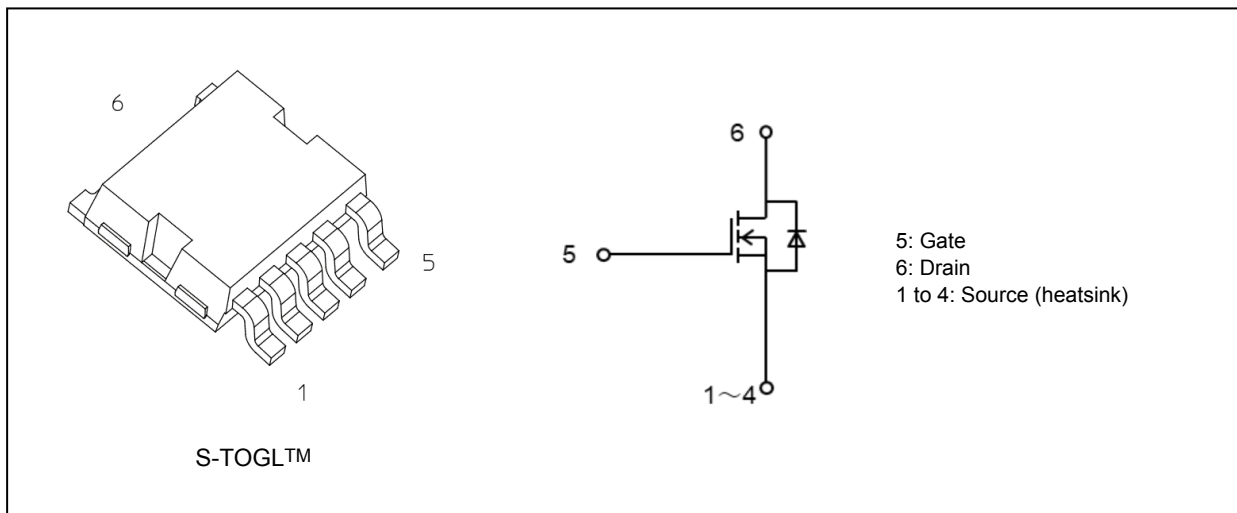 6
5
1
S-TOGL™
6
5
1～4
5: Gate
6: Drain
1 to 4: Source (heatsink)